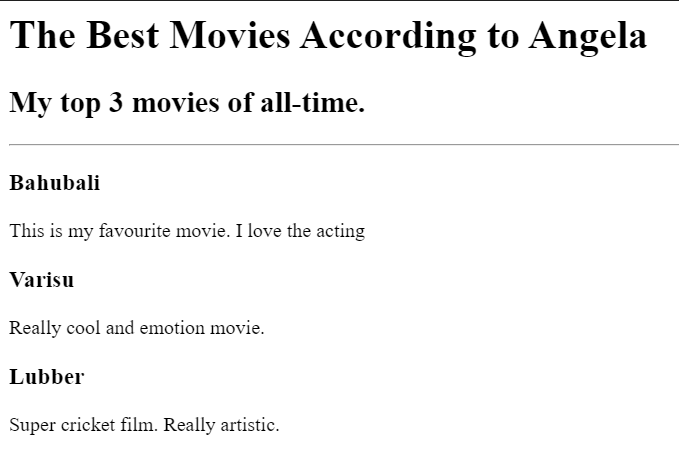 The Best Movies According to Angela
My top 3 movies of all-time.
Bahubali
This is my favourite movie. I love the acting
Varisu
Really cool and emotion movie.
Lubber
Super cricket film. Really artistic.